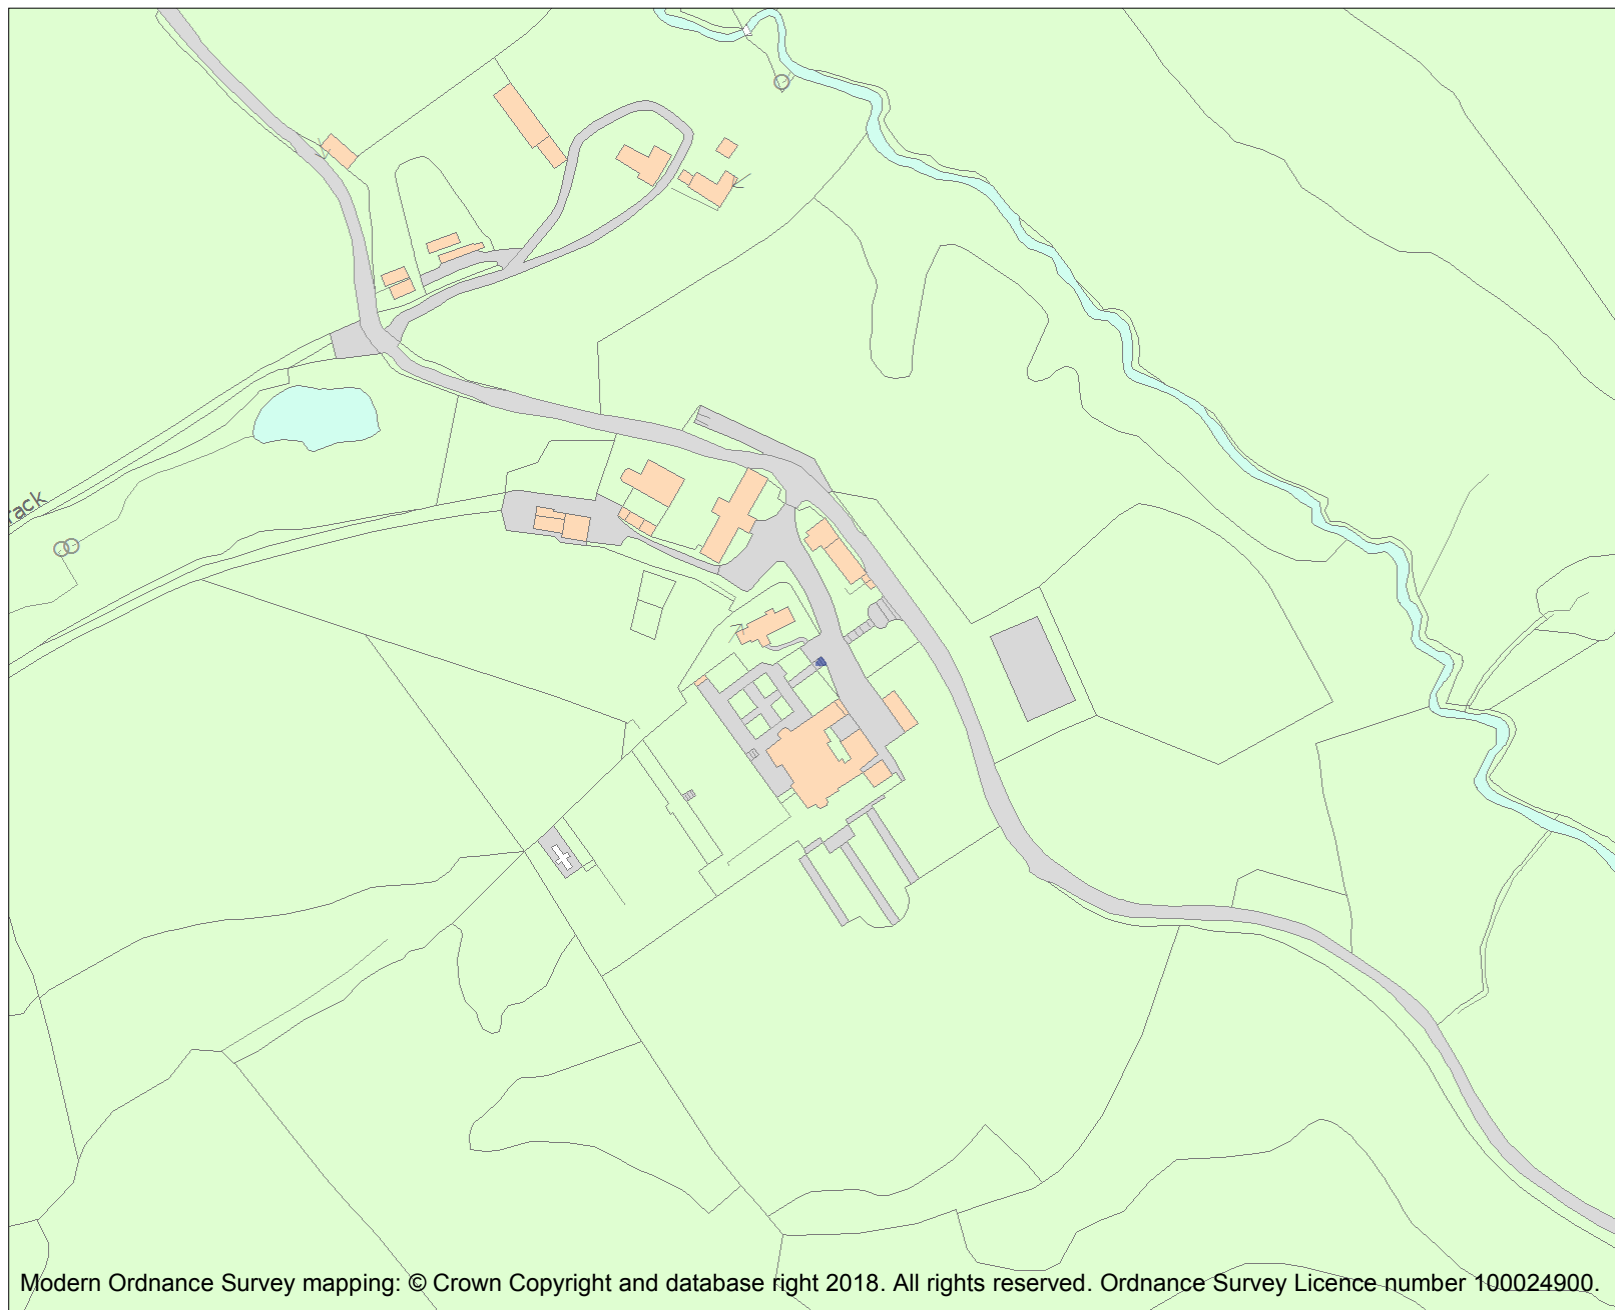 Modern Ordnance Survey mapping: © Crown Copyright and database right 2018. All rights reserved. Ordnance Survey Licence number 100024900.